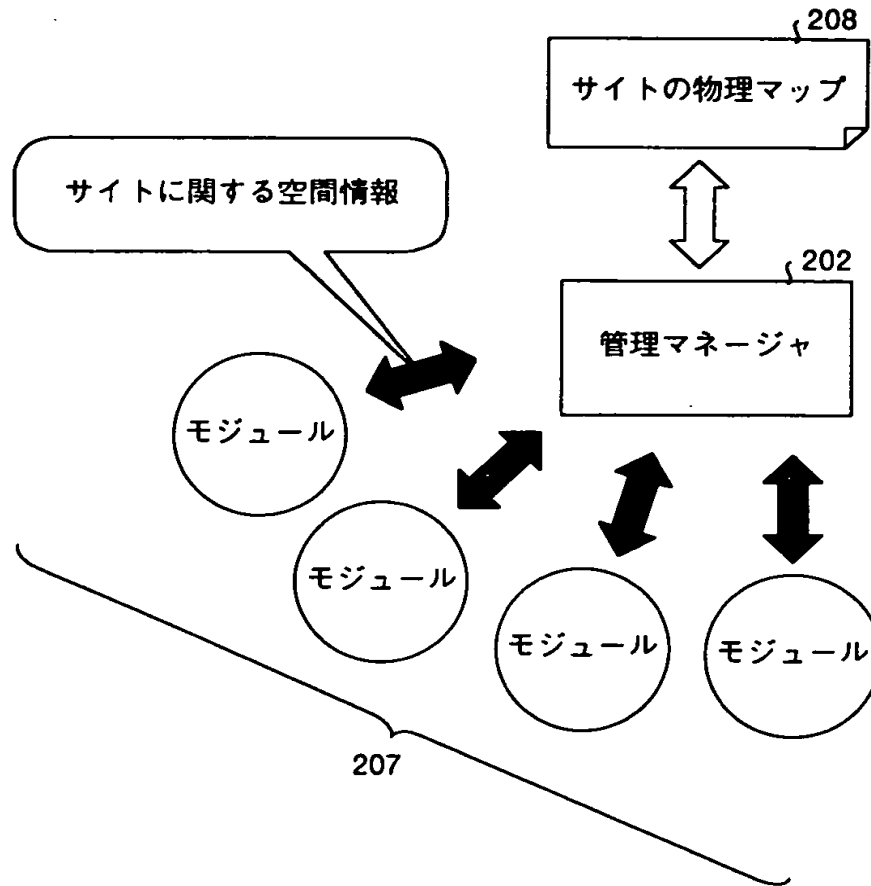 208
サイトの物理マップ
サイトに関する空間情報
202
管理マネージャ
モジュール
モジュール
モジュール
モジュール
207